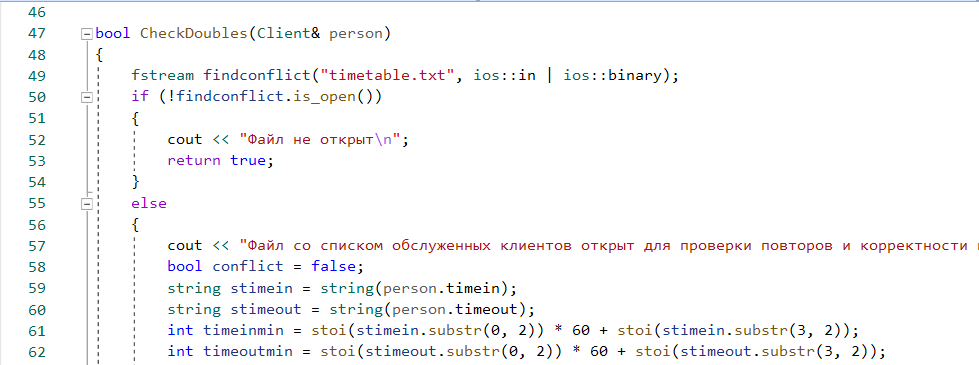 46
47 bool CheckDoubles(Client& person)
48 {
49 fstream findconflict("timetable.txt", ios::in | ios::binary);
50 if (!findconflict.is_open())
51 {
52 cout << "Файл не открыт\n";
53 return true;
54 }
55 else
56 {
57 cout << "Файл со списком обслуженных клиентов открыт для проверки повторов и корректности
58 bool conflict = false;
59 string stimein = string(person.timein);
60 string stimeout = string(person.timeout);
61 int timeinmin = stoi(stimein.substr(0, 2)) * 60 + stoi(stimein.substr(3, 2));
62 int timeoutmin = stoi(stimeout.substr(0, 2)) * 60 + stoi(stimeout.substr(3, 2));